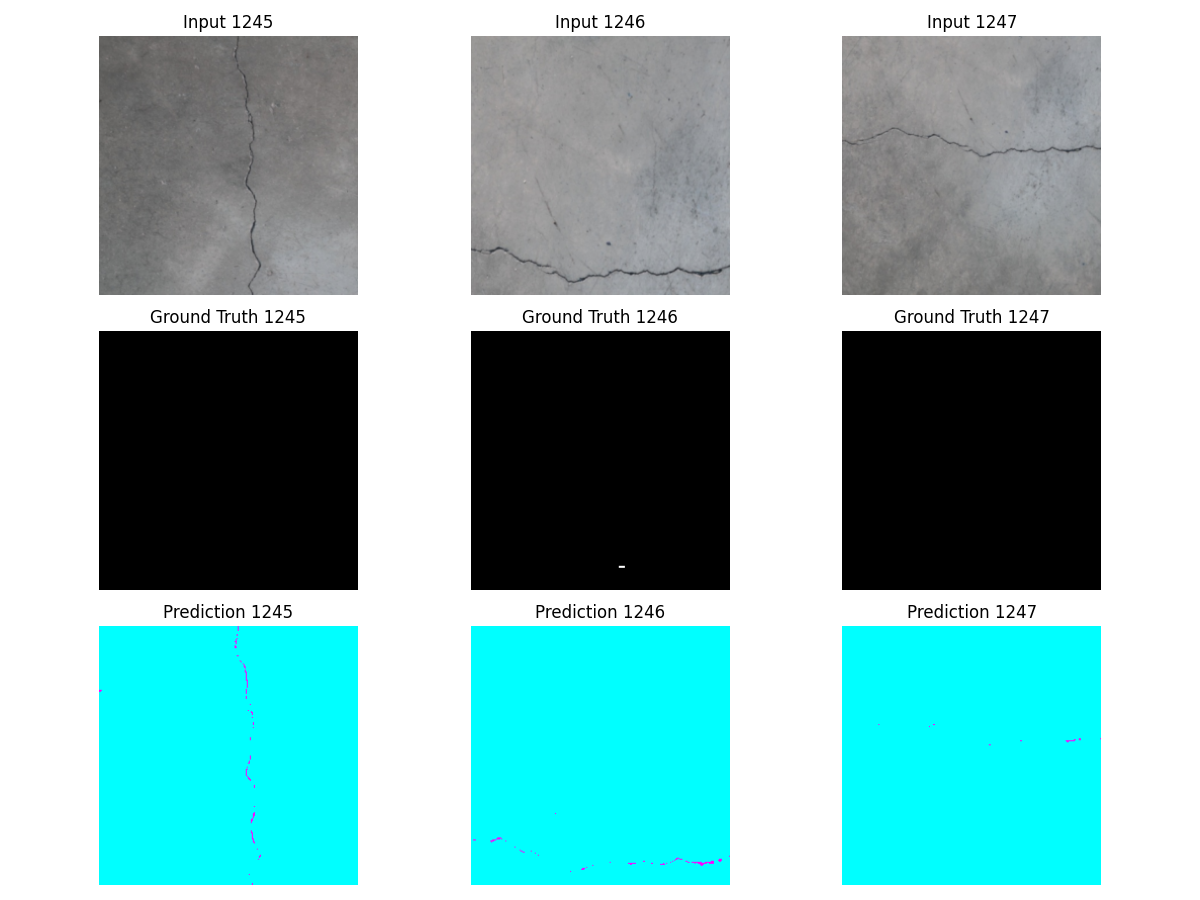 Input 1245
Input 1246
Input 1247
Ground Truth 1245
Ground Truth 1246
Ground Truth 1247
Prediction 1245
Prediction 1246
Prediction 1247